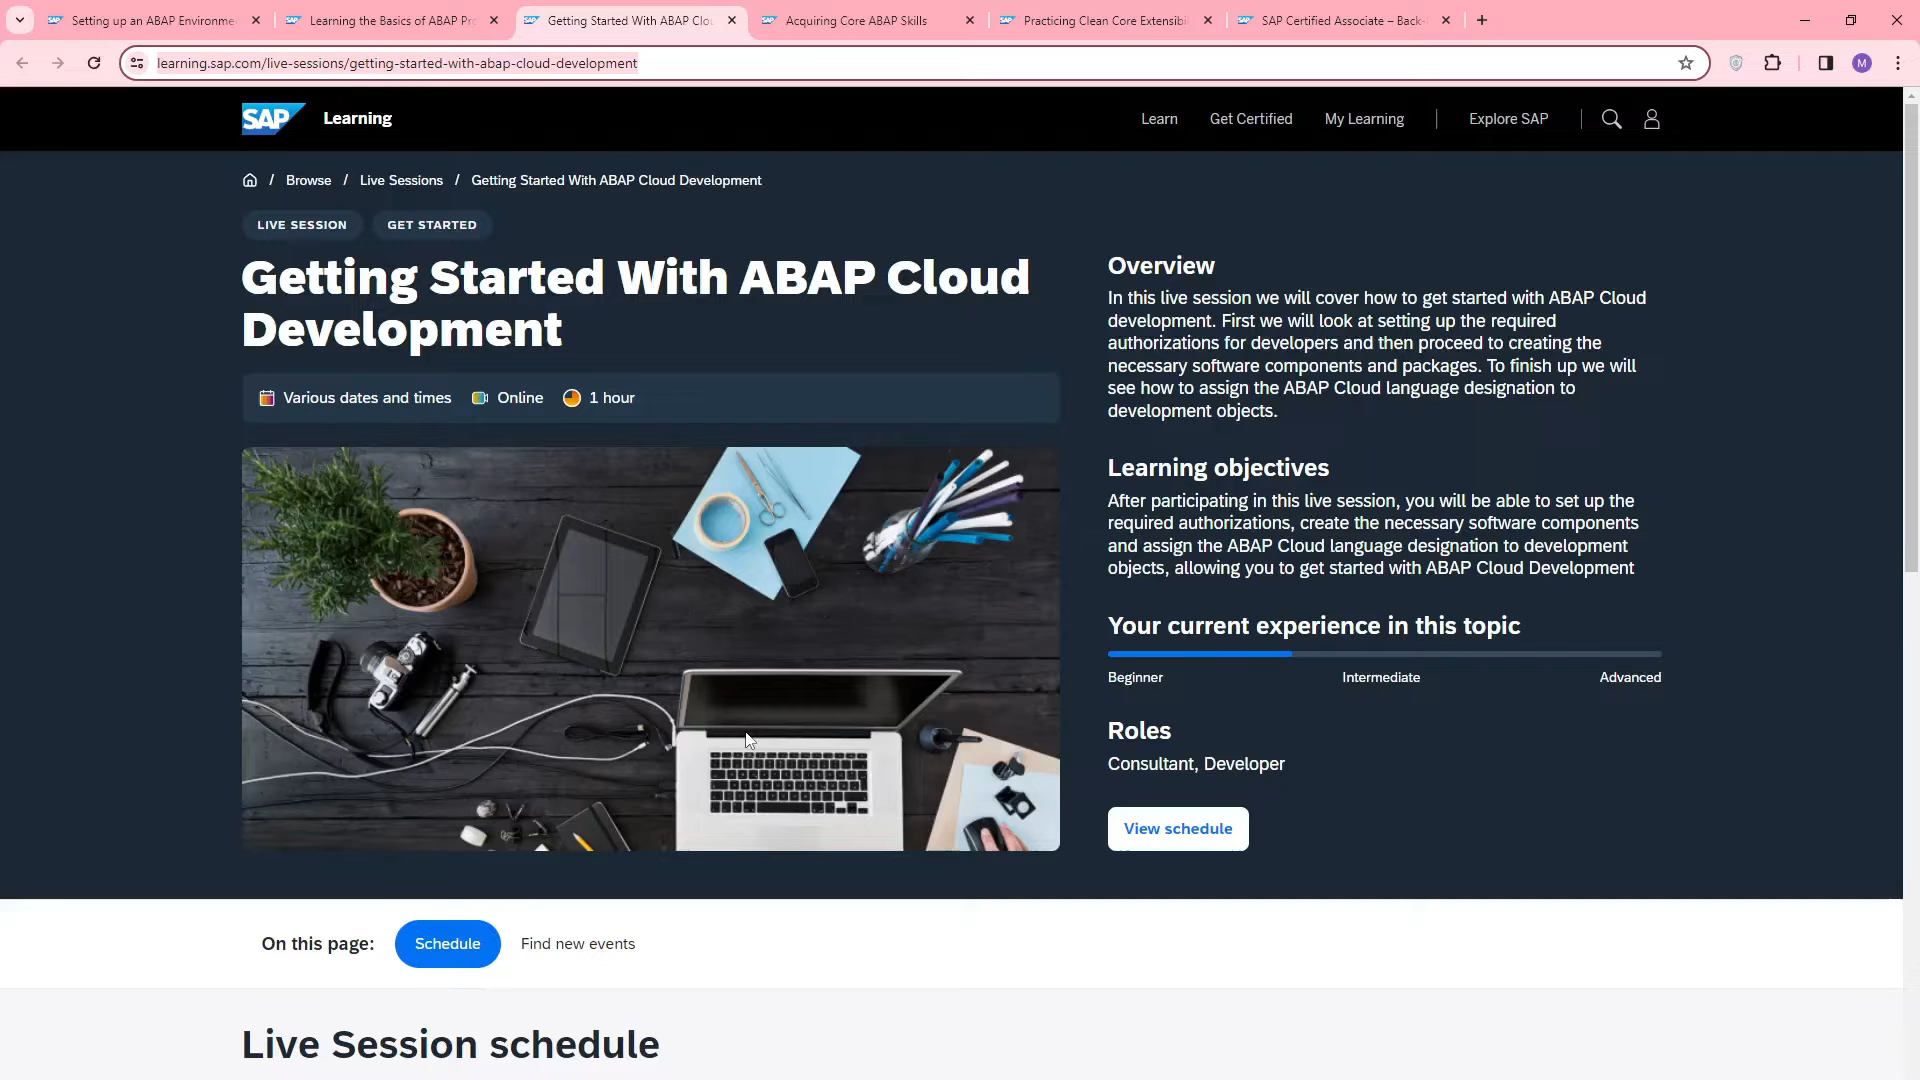 Setting up an ABAP Environme
Learning the Basics of ABAP Pr
Getting Started With ABAP Clou
Acquiring Core ABAP Skills
Practicing Clean Core Extensibi
SAP Certified Associate – Back-
learning.sap.com/live-sessions/getting-started-with-abap-cloud-development
M
SAP Learning
Learn
Get Certified
My Learning
Explore SAP
/ Browse / Live Sessions / Getting Started With ABAP Cloud Development
LIVE SESSION
GET STARTED
Getting Started With ABAP Cloud
Development
Various dates and times
Online
1 hour
Overview
In this live session we will cover how to get started with ABAP Cloud
development. First we will look at setting up the required
authorizations for developers and then proceed to creating the
necessary software components and packages. To finish up we will
see how to assign the ABAP Cloud language designation to
development objects.
Learning objectives
After participating in this live session, you will be able to set up the
required authorizations, create the necessary software components
and assign the ABAP Cloud language designation to development
objects, allowing you to get started with ABAP Cloud Development
Your current experience in this topic
Beginner
Intermediate
Advanced
Roles
Consultant, Developer
View schedule
On this page:
Schedule
Find new events
Live Session schedule